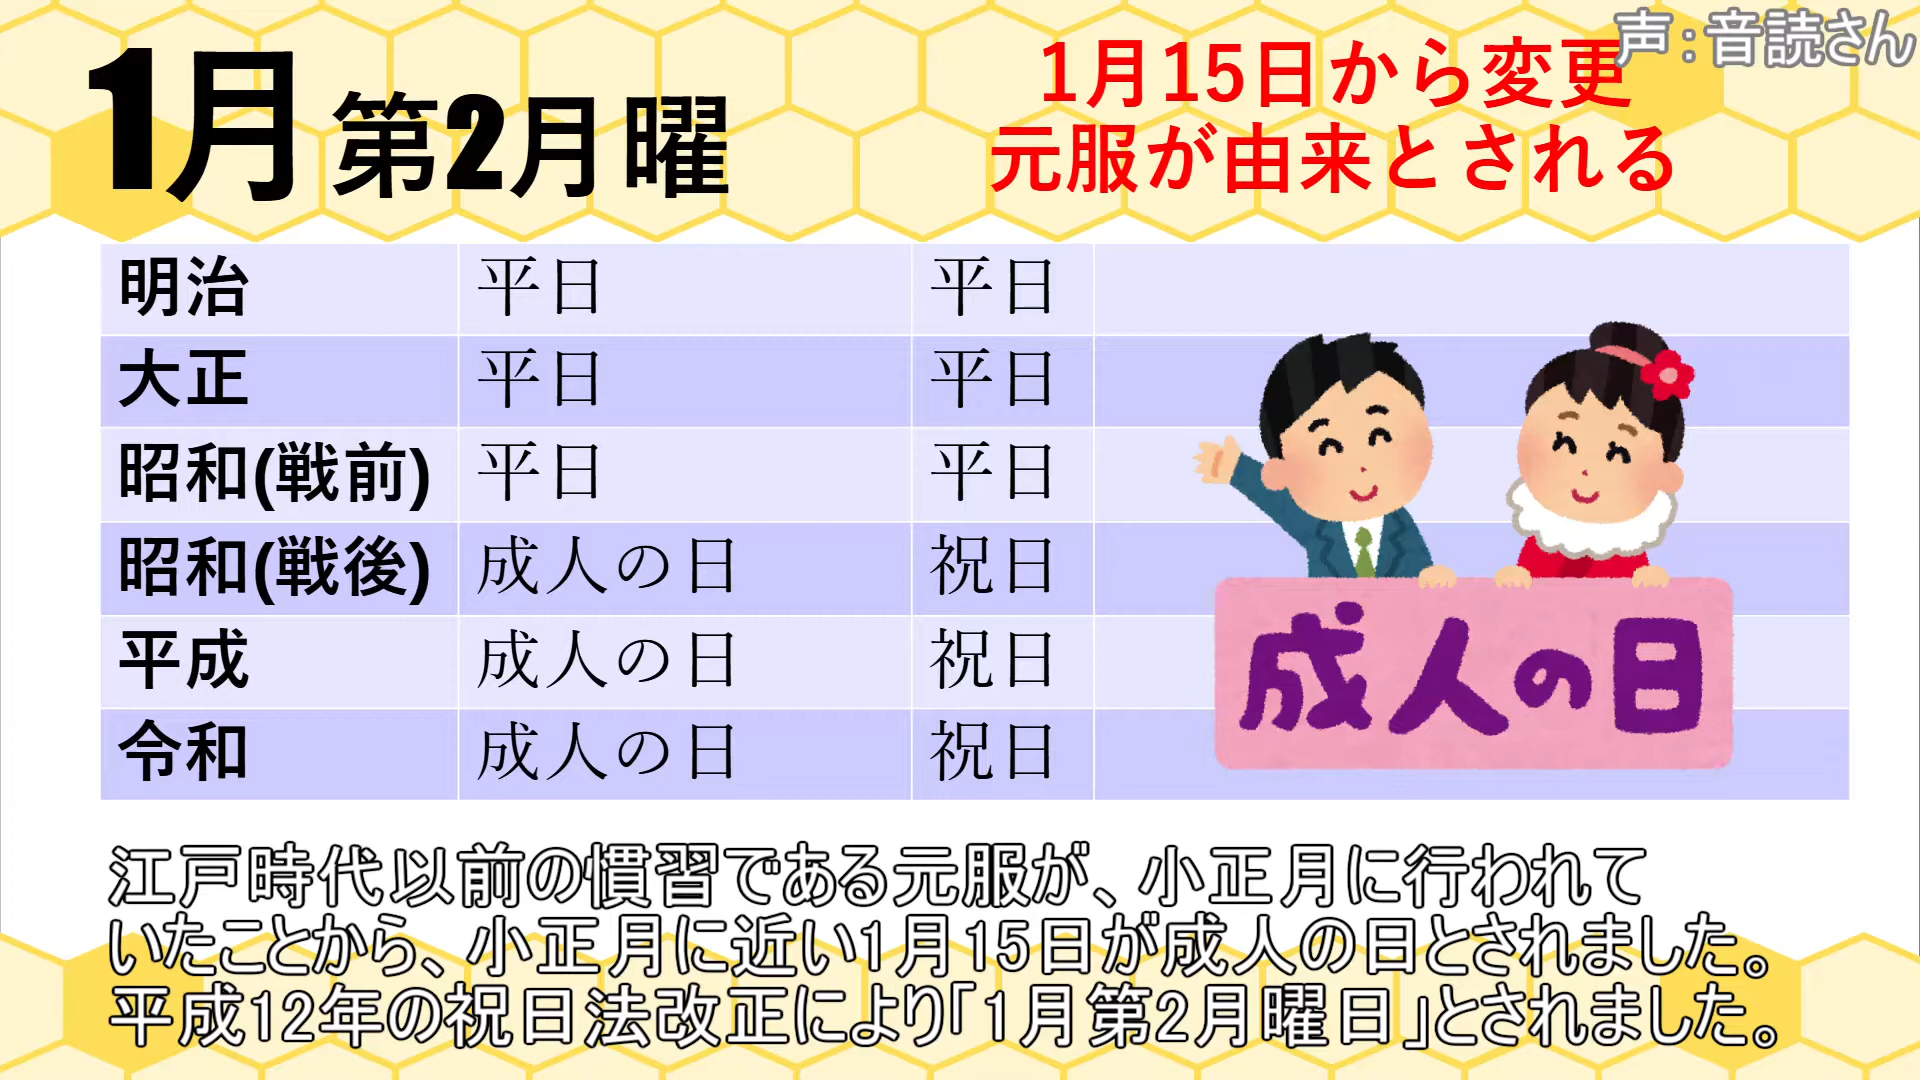 声：音読さん
1月 第2月曜
1月15日から変更
元服が由来とされる
明治 平日 平日
大正 平日 平日
昭和(戦前) 平日 平日
昭和(戦後) 成人の日 祝日
平成 成人の日 祝日
令和 成人の日 祝日
成人の日
江戸時代以前の慣習である元服が、小正月に行われて
いたことから、小正月に近い1月15日が成人の日とされました。
平成12年の祝日法改正により｢1月第2月曜日｣とされました。